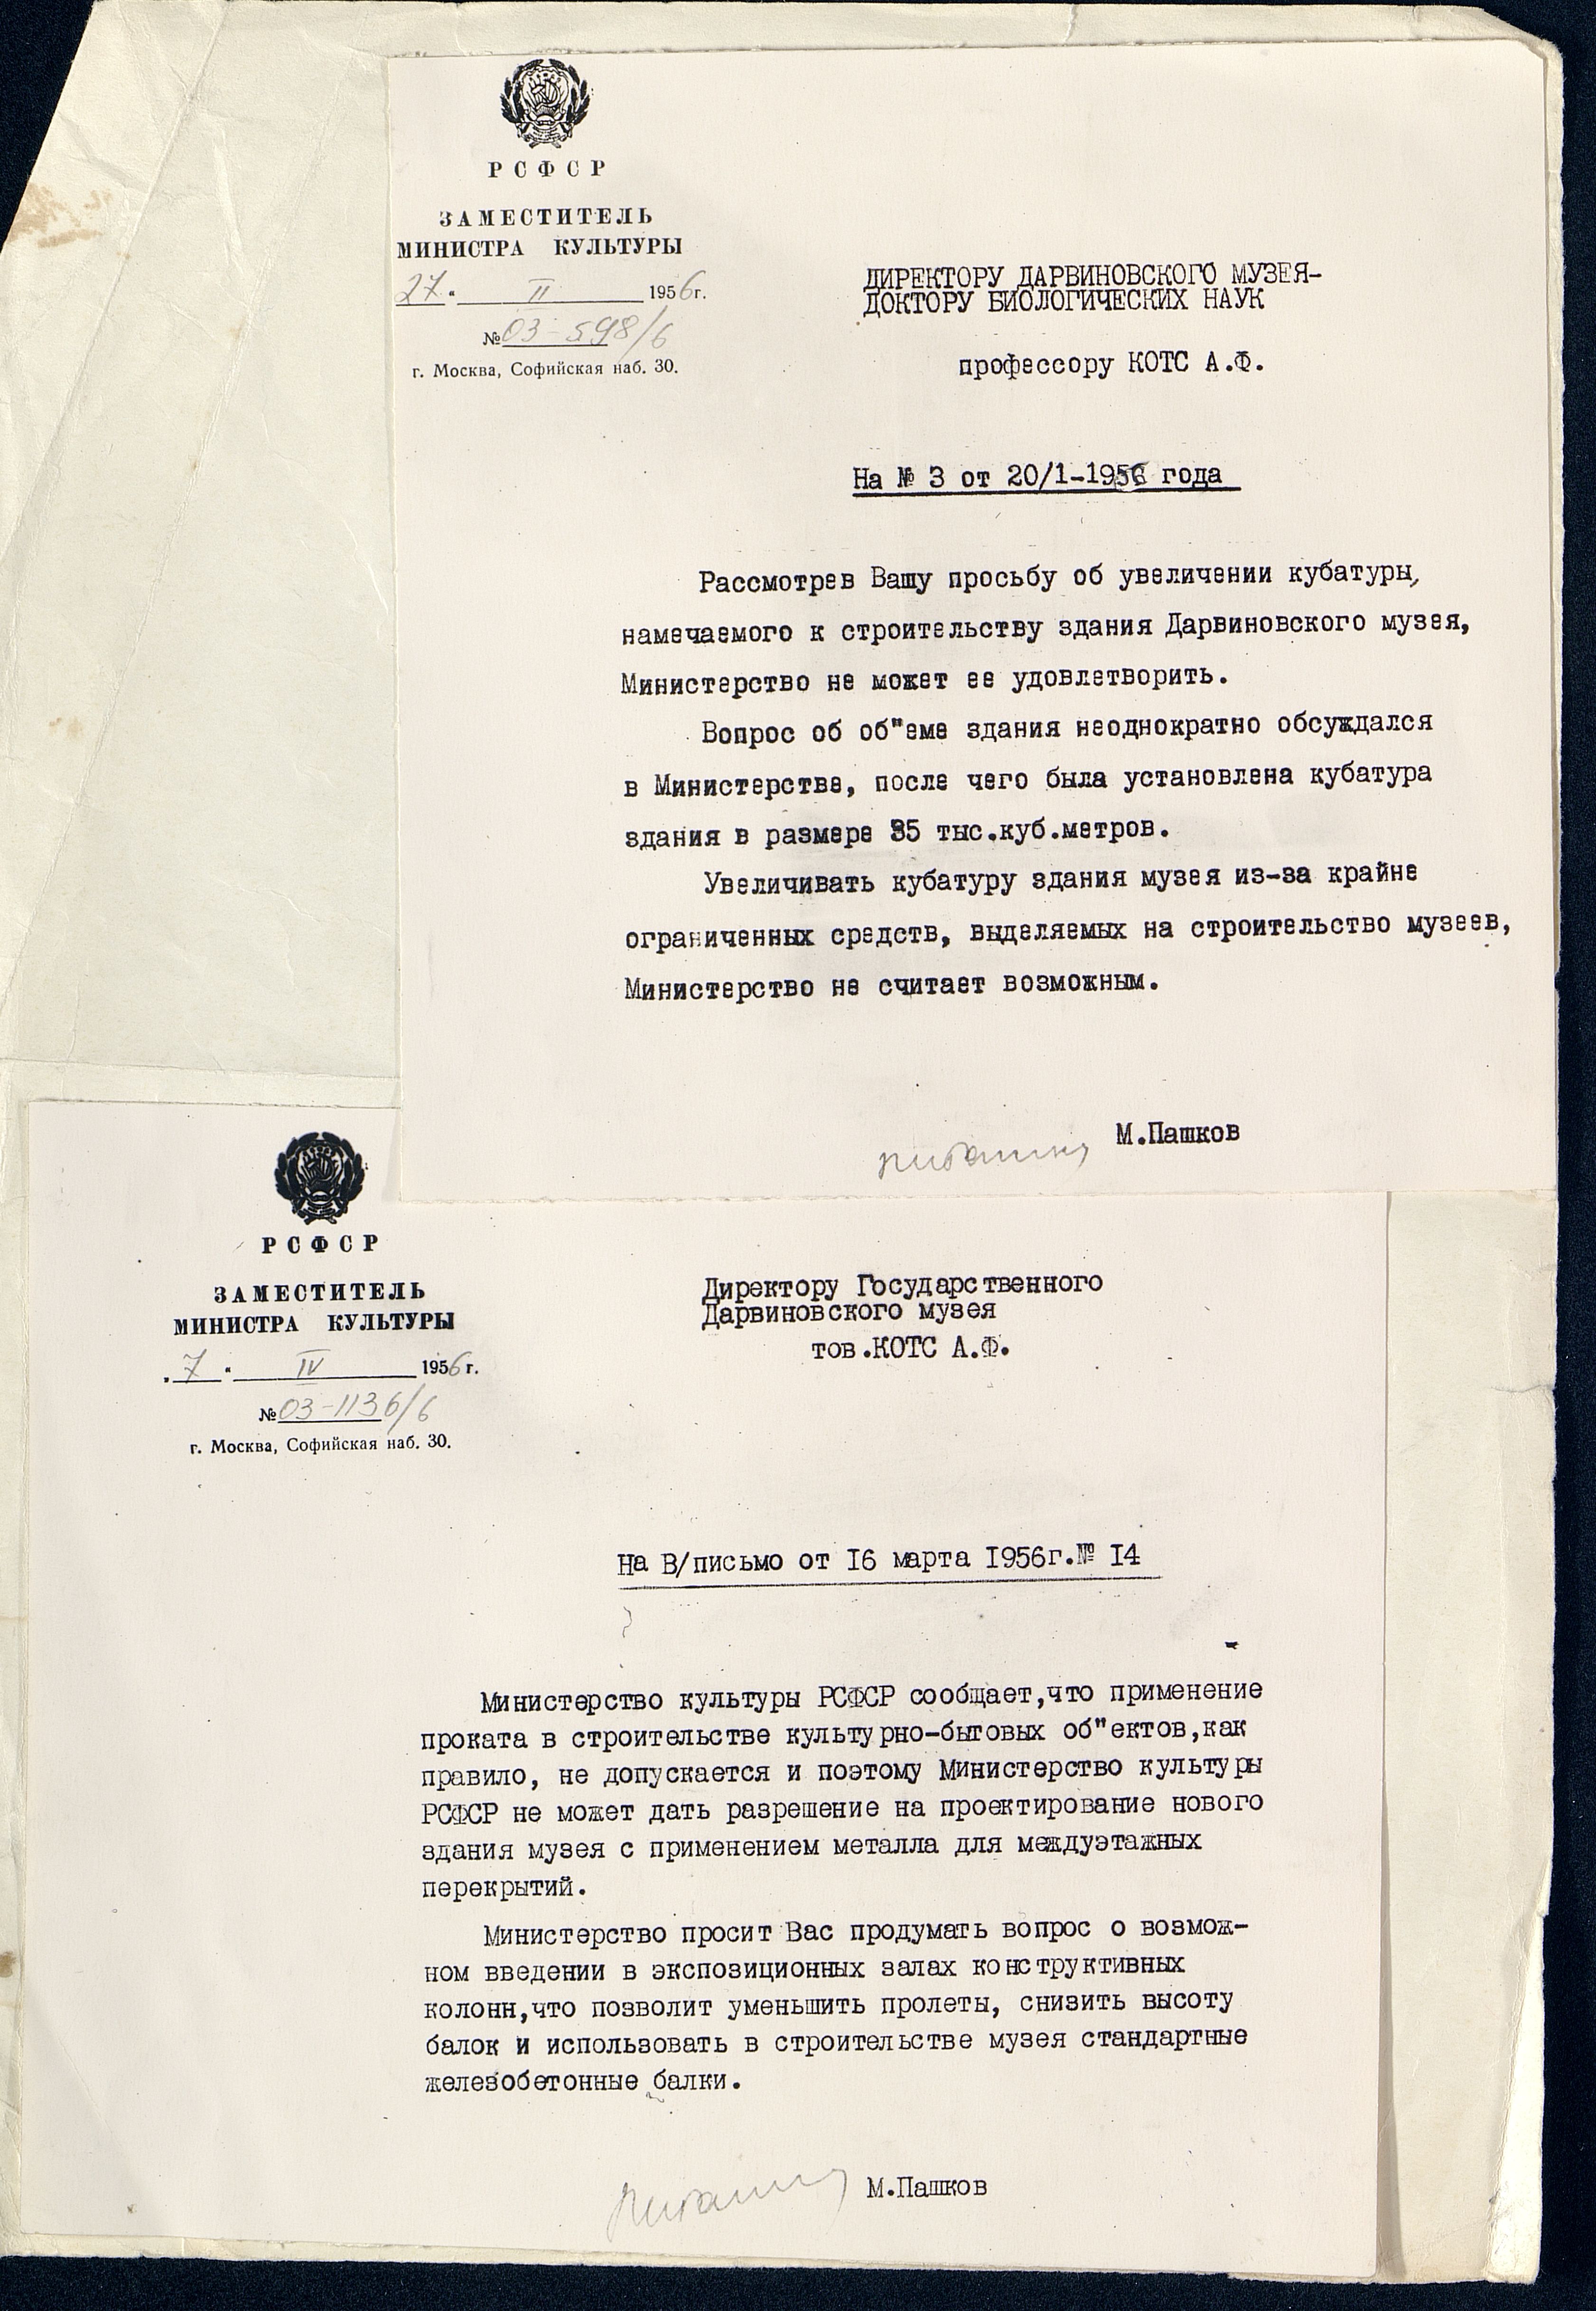 РСФСР
ЗАМЕСТИТЕЛЬ
МИНИСТРА КУЛЬТУРЫ
27 " II 1956 г.
№ 03-598/6
г. Москва, Софийская наб. 30.
ДИРЕКТОРУ ДАРВИНОВСКОГО МУЗЕЯ-
ДОКТОРУ БИОЛОГИЧЕСКИХ НАУК
профессору КОТС А.Ф.
На № 3 от 20/1-1956 года
Рассмотрев Вашу просьбу об увеличении кубатуры,
намечаемого к строительству здания Дарвиновского музея,
Министерство не может ее удовлетворить.
Вопрос об об"еме здания неоднократно обсуждался
в Министерстве, после чего была установлена кубатура
здания в размере 35 тыс.куб.метров.
Увеличивать кубатуру здания музея из-за крайне
ограниченных средств, выделяемых на строительство музеев,
Министерство не считает возможным.
М.Пашков
РСФСР
ЗАМЕСТИТЕЛЬ
МИНИСТРА КУЛЬТУРЫ
„ 7 " IV 1956 г.
№ 03-1136/6
г. Москва, Софийская наб. 30.
Директору Государственного
Дарвиновского музея
тов.КОТС А.Ф.
На В/письмо от 16 марта 1956г.№ 14
Министерство культуры РСФСР сообщает,что применение
проката в строительстве культурно-бытовых об"ектов,как
правило, не допускается и поэтому Министерство культуры
РСФСР не может дать разрешение на проектирование нового
здания музея с применением металла для междуэтажных
перекрытий.
Министерство просит Вас продумать вопрос о возмож-
ном введении в экспозиционных залах конструктивных
колонн,что позволит уменьшить пролеты, снизить высоту
балок и использовать в строительстве музея стандартные
железобетонные балки.
М.Пашков